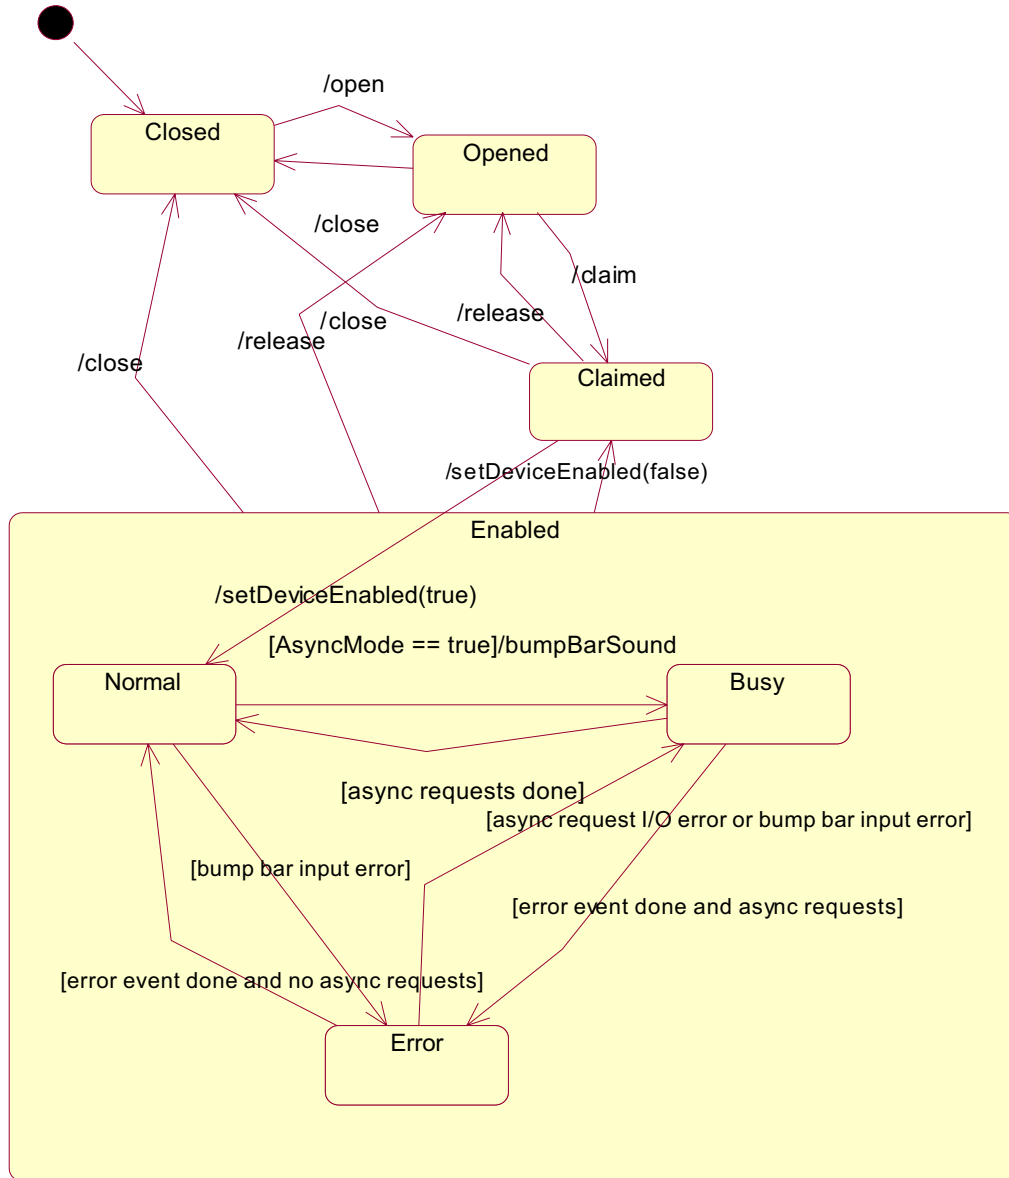 /open
Closed
Opened
/close
/claim
/release
/close
/release
/close
Claimed
/setDeviceEnabled(false)
Enabled
/setDeviceEnabled(true)
[AsyncMode == true]/bumpBarSound
Normal
Busy
[async requests done]
[async request I/O error or bump bar input error]
[bump bar input error]
[error event done and async requests]
[error event done and no async requests]
Error